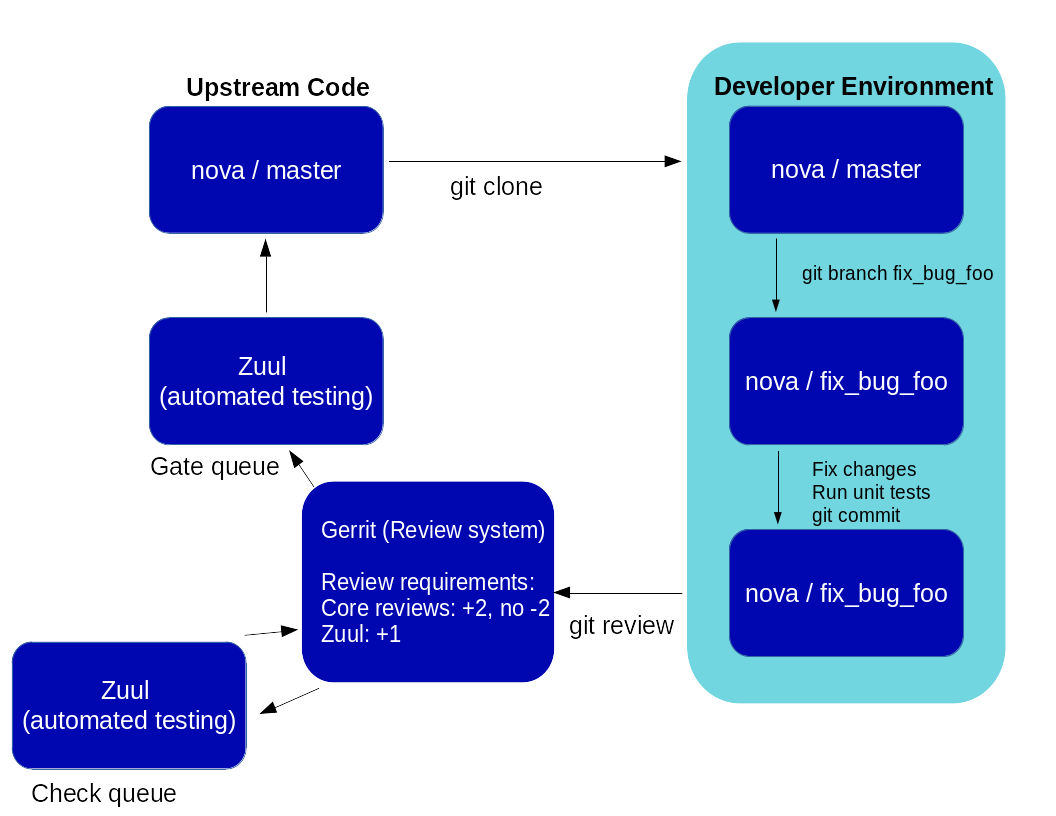 Upstream Code
nova / master
git clone
Developer Environment
nova / master
git branch fix_bug_foo
nova / fix_bug_foo
Fix changes
Run unit tests
git commit
nova / fix_bug_foo
git review
Gerrit (Review system)
Review requirements:
Core reviews: +2, no -2
Zuul: +1
Zuul
(automated testing)
Check queue
Zuul
(automated testing)
Gate queue